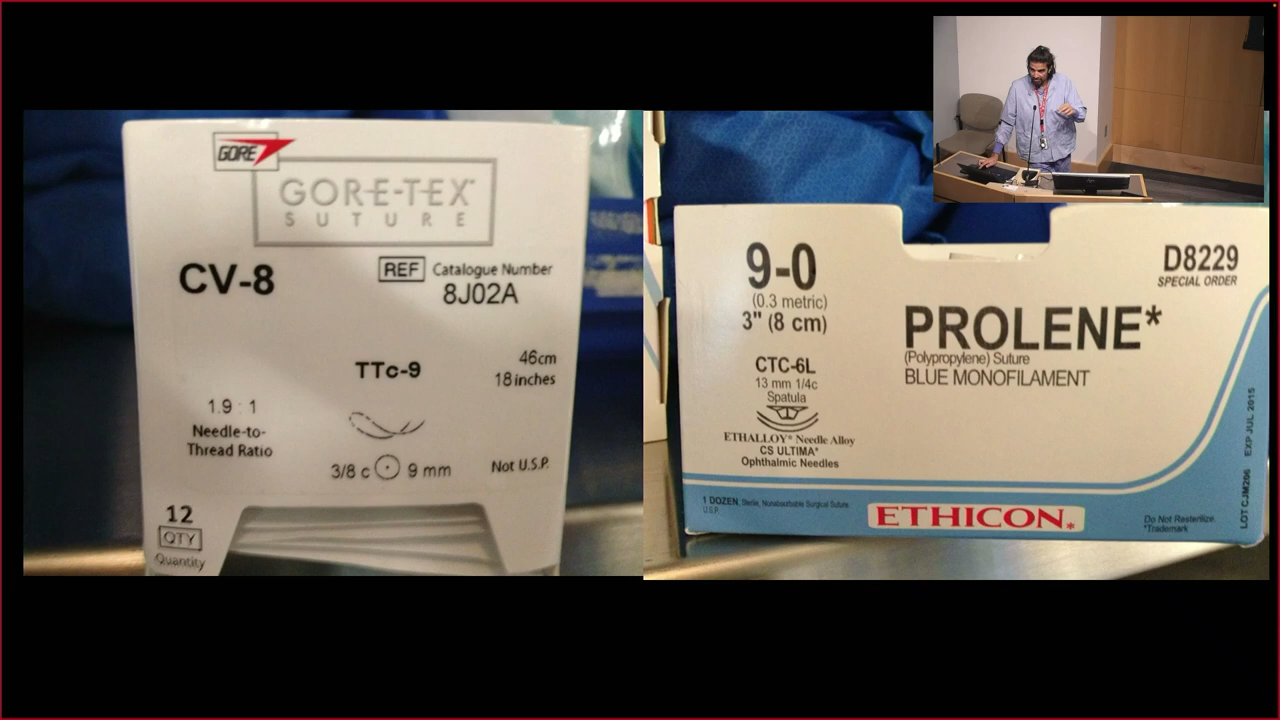 GORE
GORE-TEX
SUTURE
CV-8
REF Catalogue Number
8J02A
TTc-9
46cm
18 inches
1.9 : 1
Needle-to-
Thread Ratio
3/8 c 9 mm
Not U.S.P.
12
QTY
Quantity
9-0
(0.3 metric)
3" (8 cm)
D8229
SPECIAL ORDER
PROLENE*
(Polypropylene) Suture
BLUE MONOFILAMENT
CTC-6L
13 mm 1/4c
Spatula
ETHALLOY* Needle Alloy
CS ULTIMA*
Ophthalmic Needles
1 DOZEN, Sterile, Nonabsorbable Surgical Suture,
U.S.P.
ETHICON*
Do Not Resterilize.
*Trademark
LOT CJM206 EXP JUL 2015